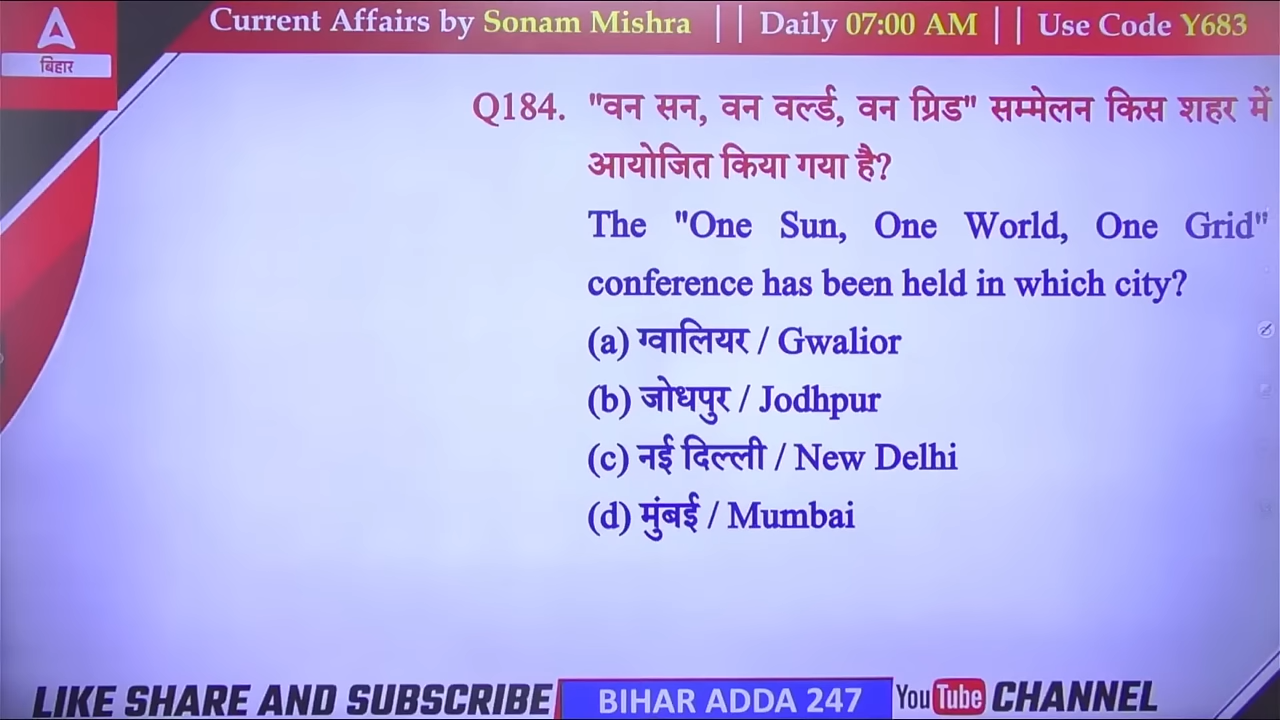 Current Affairs by Sonam Mishra || Daily 07:00 AM || Use Code Y683
बिहार
Q184. "वन सन, वन वर्ल्ड, वन ग्रिड" सम्मेलन किस शहर में
आयोजित किया गया है?
The "One Sun, One World, One Grid"
conference has been held in which city?
(a) ग्वालियर / Gwalior
(b) जोधपुर / Jodhpur
(c) नई दिल्ली / New Delhi
(d) मुंबई / Mumbai
LIKE SHARE AND SUBSCRIBE BIHAR ADDA 247 YouTube CHANNEL